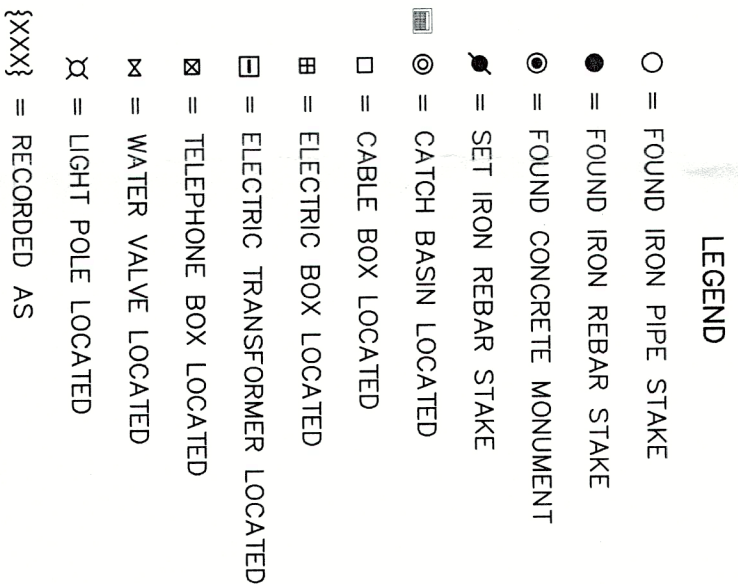 LEGEND
○ = FOUND IRON PIPE STAKE
● = FOUND IRON REBAR STAKE
◉ = FOUND CONCRETE MONUMENT
= SET IRON REBAR STAKE
◎ = CATCH BASIN LOCATED
□ = CABLE BOX LOCATED
⊞ = ELECTRIC BOX LOCATED
⊟ = ELECTRIC TRANSFORMER LOCATED
⊠ = TELEPHONE BOX LOCATED
⋈ = WATER VALVE LOCATED
¤ = LIGHT POLE LOCATED
{XXX} = RECORDED AS